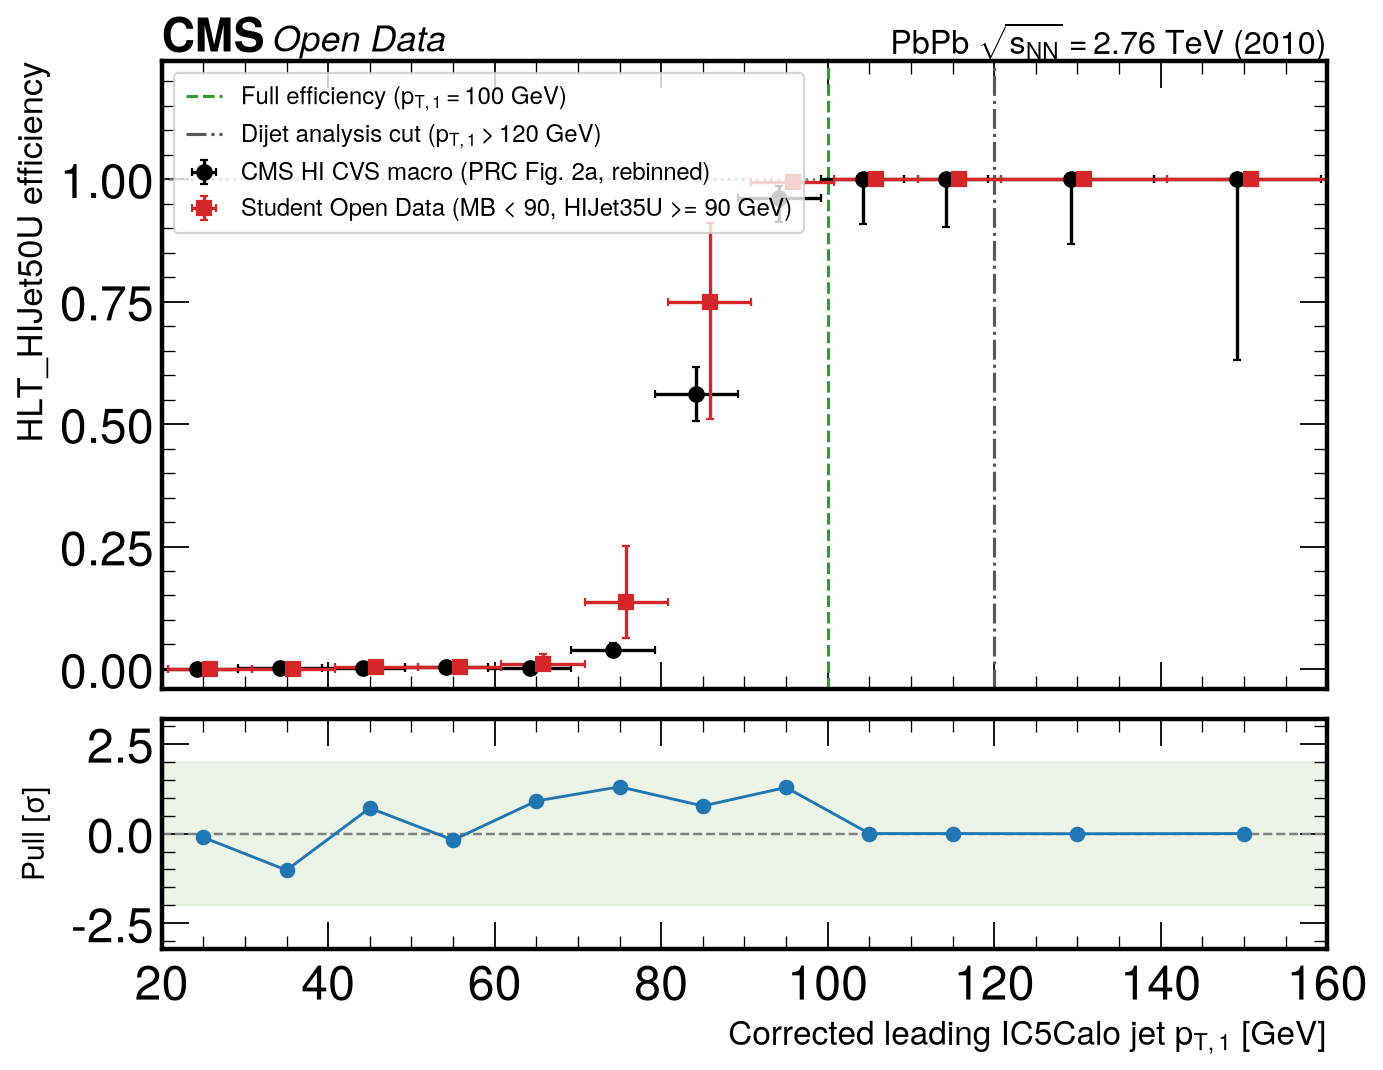 CMS Open Data
PbPb √sNN = 2.76 TeV (2010)
HLT_HIJet50U efficiency
Full efficiency (pT, 1 = 100 GeV)
Dijet analysis cut (pT, 1 > 120 GeV)
CMS HI CVS macro (PRC Fig. 2a, rebinned)
Student Open Data (MB < 90, HIJet35U >= 90 GeV)
1.00
0.75
0.50
0.25
0.00
Pull [σ]
2.5
0.0
-2.5
20 40 60 80 100 120 140 160
Corrected leading IC5Calo jet pT, 1 [GeV]